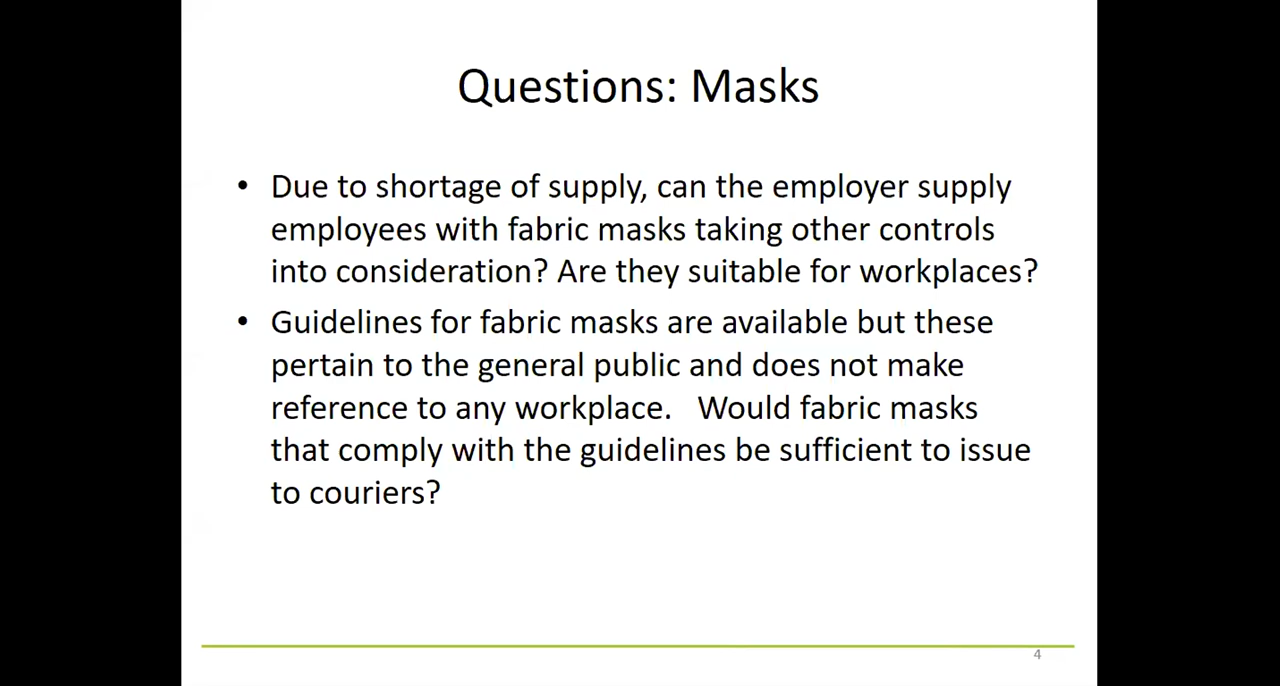 Questions: Masks
• Due to shortage of supply, can the employer supply
employees with fabric masks taking other controls
into consideration? Are they suitable for workplaces?
• Guidelines for fabric masks are available but these
pertain to the general public and does not make
reference to any workplace.   Would fabric masks
that comply with the guidelines be sufficient to issue
to couriers?
4